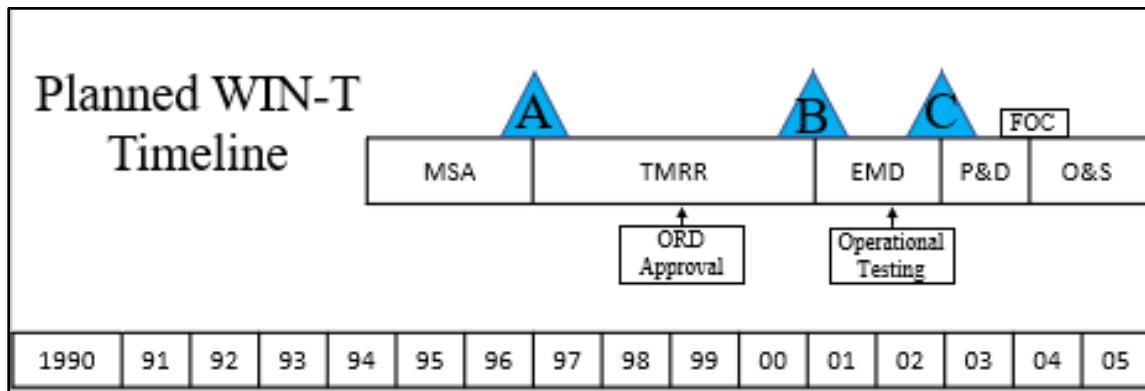 Planned WIN-T
Timeline
A
B
C
FOC
MSA
TMRR
EMD
P&D
O&S
ORD
Approval
Operational
Testing
1990 91 92 93 94 95 96 97 98 99 00 01 02 03 04 05